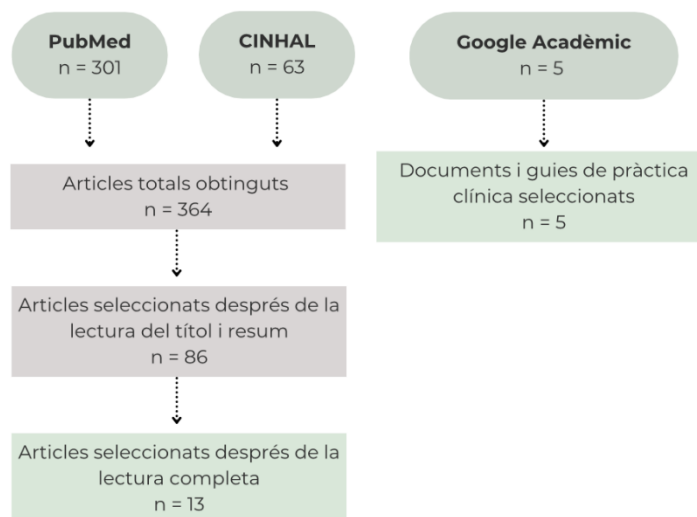 PubMed
n = 301
CINHAL
n = 63
Google Acadèmic
n = 5
Articles totals obtinguts
n = 364
Documents i guies de pràctica
clínica seleccionats
n = 5
Articles seleccionats després de la
lectura del títol i resum
n = 86
Articles seleccionats després de la
lectura completa
n = 13